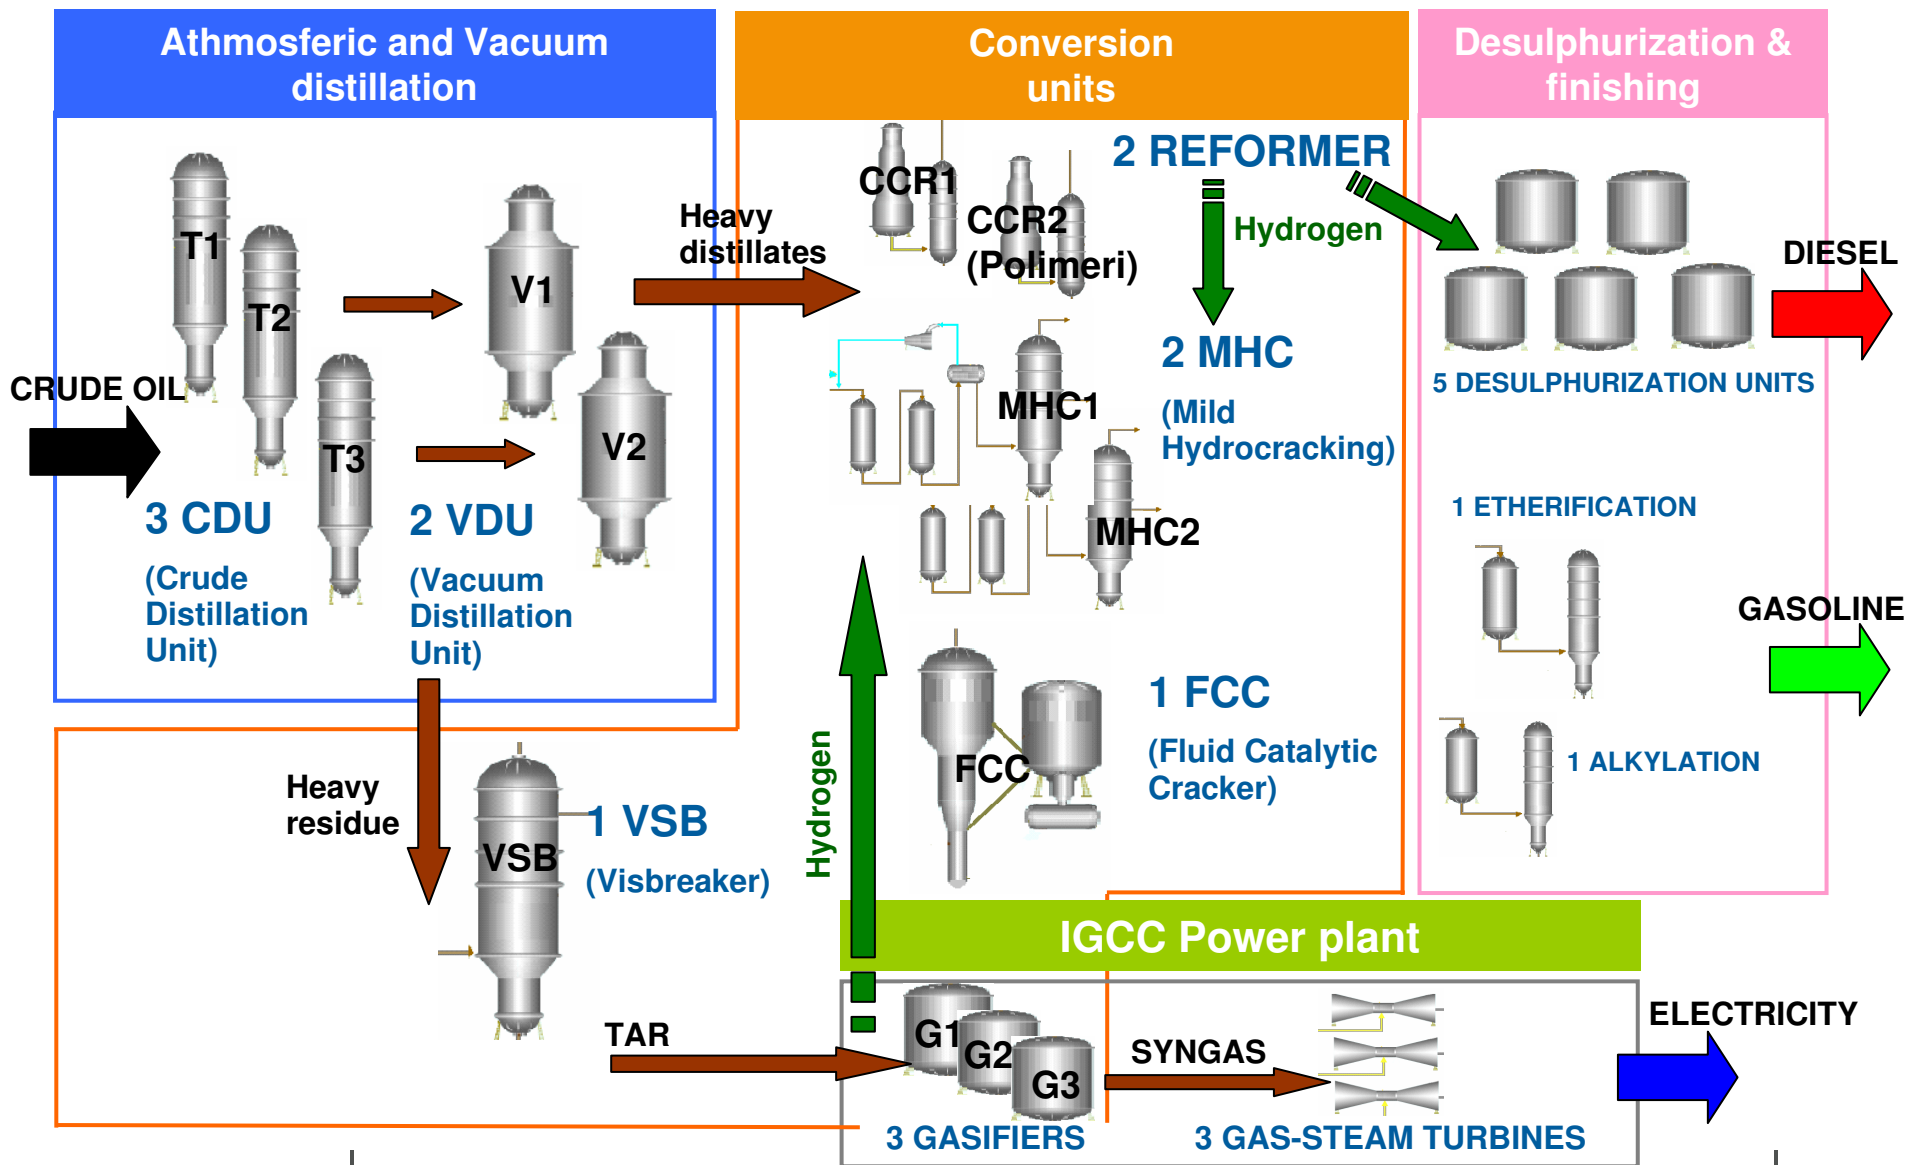 Athmosferic and Vacuum
distillation
Conversion
units
Desulphurization &
finishing
T1
T2
T3
V1
V2
CRUDE OIL
3 CDU
(Crude
Distillation
Unit)
2 VDU
(Vacuum
Distillation
Unit)
Heavy
distillates
CCR1
CCR2
(Polimeri)
2 REFORMER
Hydrogen
2 MHC
(Mild
Hydrocracking)
MHC1
MHC2
1 FCC
(Fluid Catalytic
Cracker)
FCC
Hydrogen
Heavy
residue
VSB
1 VSB
(Visbreaker)
TAR
5 DESULPHURIZATION UNITS
DIESEL
1 ETHERIFICATION
GASOLINE
1 ALKYLATION
IGCC Power plant
G1
G2
G3
SYNGAS
3 GASIFIERS
3 GAS-STEAM TURBINES
ELECTRICITY